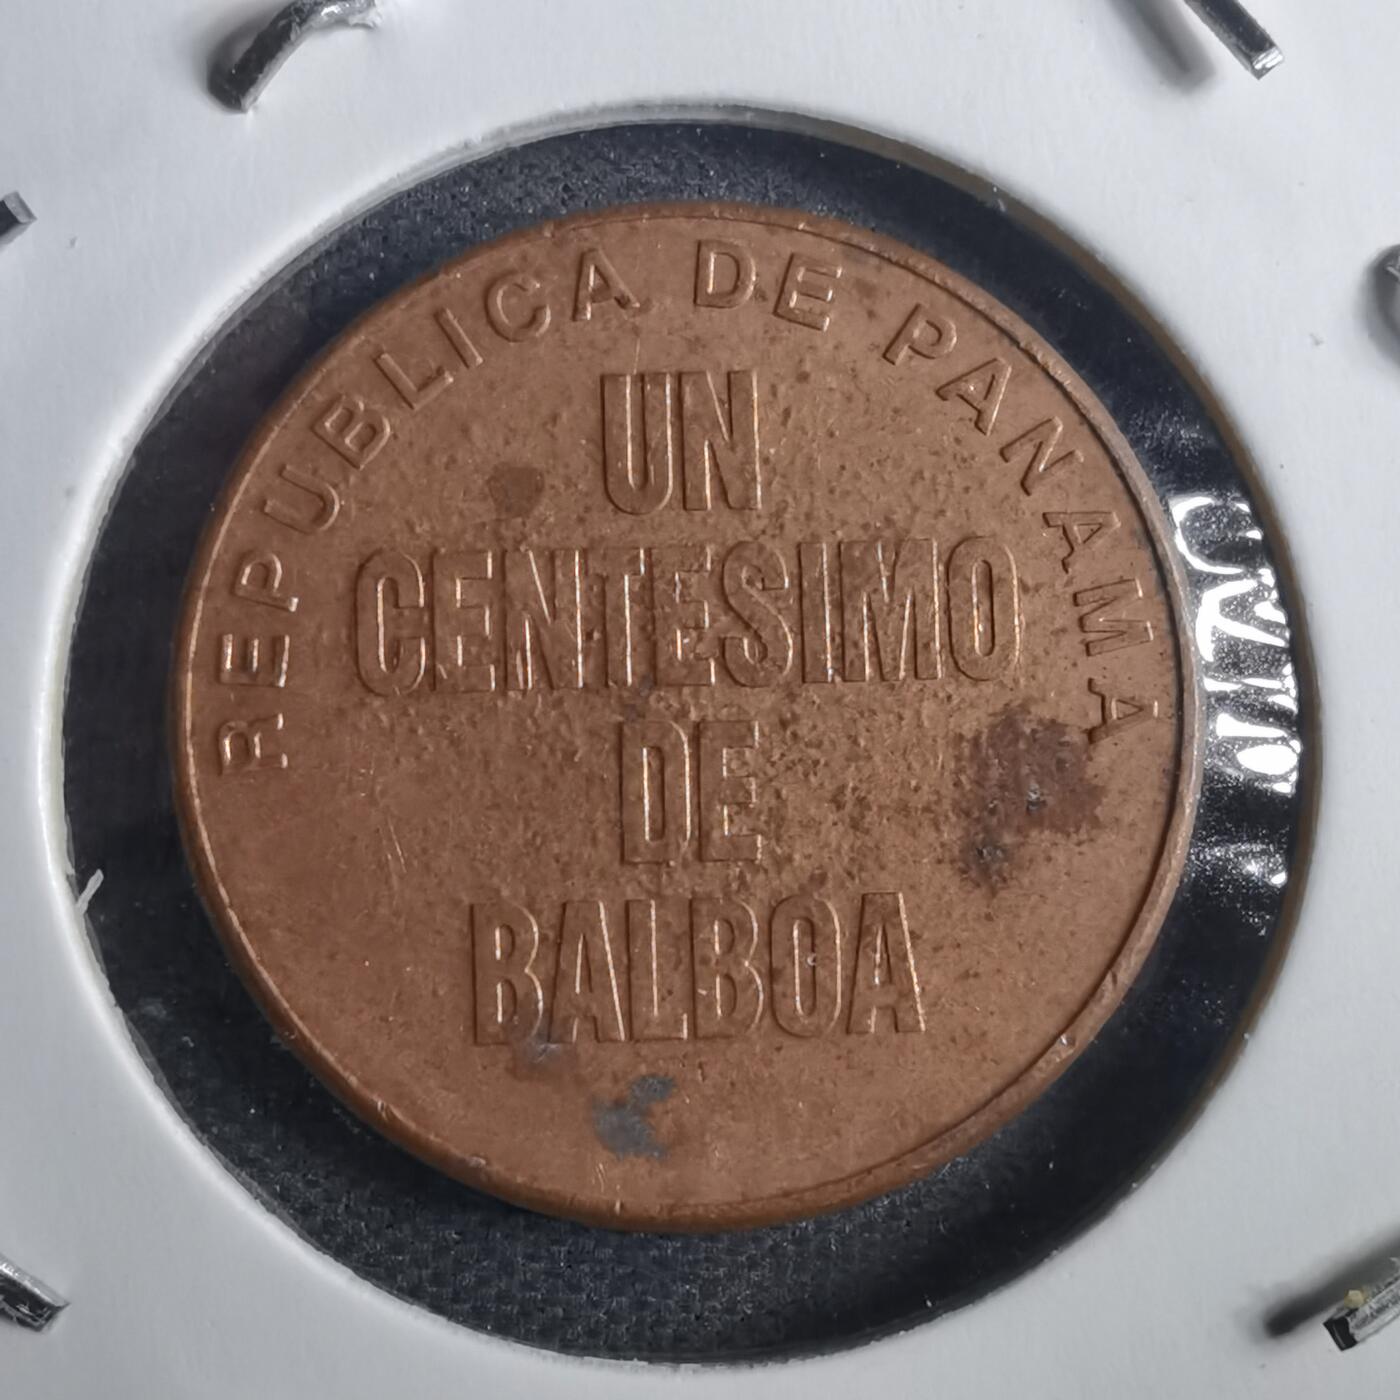 REPUBLICA DE PANAMA
UN
CENTESIMO
DE
BALBOA